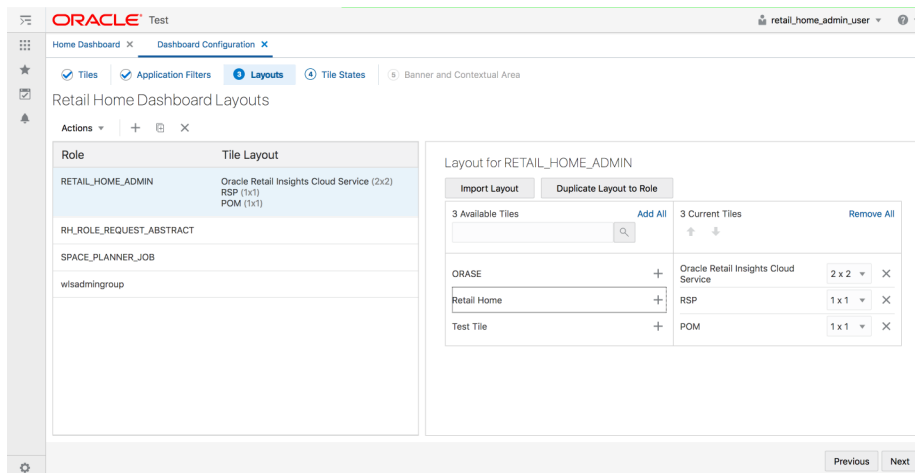 ORACLE® Test
retail_home_admin_user
Home Dashboard
Dashboard Configuration
Tiles
Application Filters
3 Layouts
4 Tile States
5 Banner and Contextual Area
Retail Home Dashboard Layouts
Actions
Role
Tile Layout
RETAIL_HOME_ADMIN
Oracle Retail Insights Cloud Service (2x2)
RSP (1x1)
POM (1x1)
RH_ROLE_REQUEST_ABSTRACT
SPACE_PLANNER_JOB
wlsadmingroup
Layout for RETAIL_HOME_ADMIN
Import Layout
Duplicate Layout to Role
3 Available Tiles
Add All
3 Current Tiles
Remove All
ORASE
Retail Home
Test Tile
Oracle Retail Insights Cloud
Service
2 x 2
RSP
1 x 1
POM
1 x 1
Previous
Next